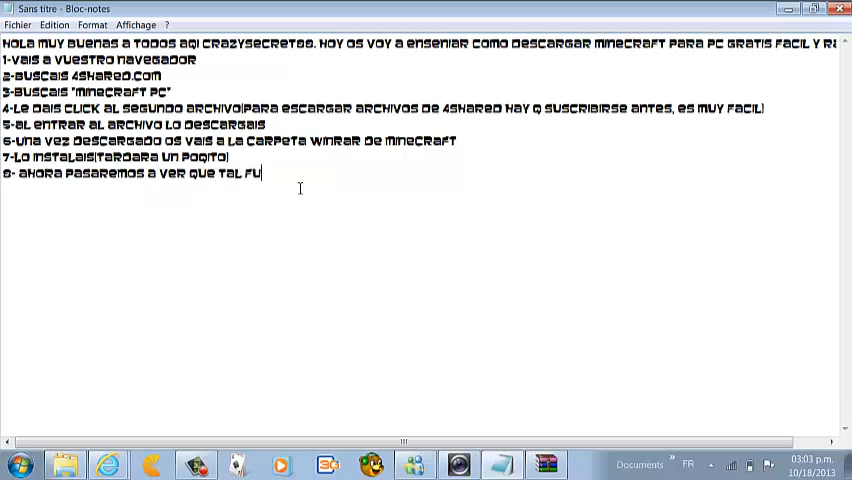 Sans titre - Bloc-notes
Fichier Edition Format Affichage ?
HOLA MUY BUENAS A TODOS AQI CRAZYSECRET00. HOY OS VOY A ENSENIAR COMO DESCARGAR MINECRAFT PARA PC GRATIS FACIL Y RA
1-VAIS A VUESTRO NAVEGADOR
2-BUSCAIS 4SHARED.COM
3-BUSCAIS "MINECRAFT PC"
4-LE DAIS CLICK AL SEGUNDO ARCHIVO(PARA ESCARGAR ARCHIVOS DE 4SHARED HAY Q SUSCRIBIRSE ANTES, ES MUY FACIL)
5-AL ENTRAR AL ARCHIVO LO DESCARGAIS
6-UNA VEZ DESCARGADO OS VAIS A LA CARPETA WINRAR DE MINECRAFT
7-LO INSTALAIS(TARDARA UN POQITO)
8- AHORA PASAREMOS A VER QUE TAL FU
Documents » FR 03:03 p.m.
10/18/2013